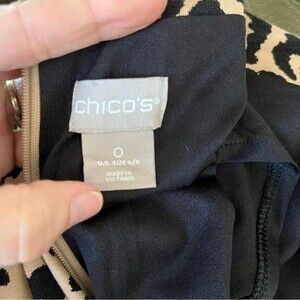 chico's®
0
U.S. SIZE 4/6
MADE IN
VIETNAM